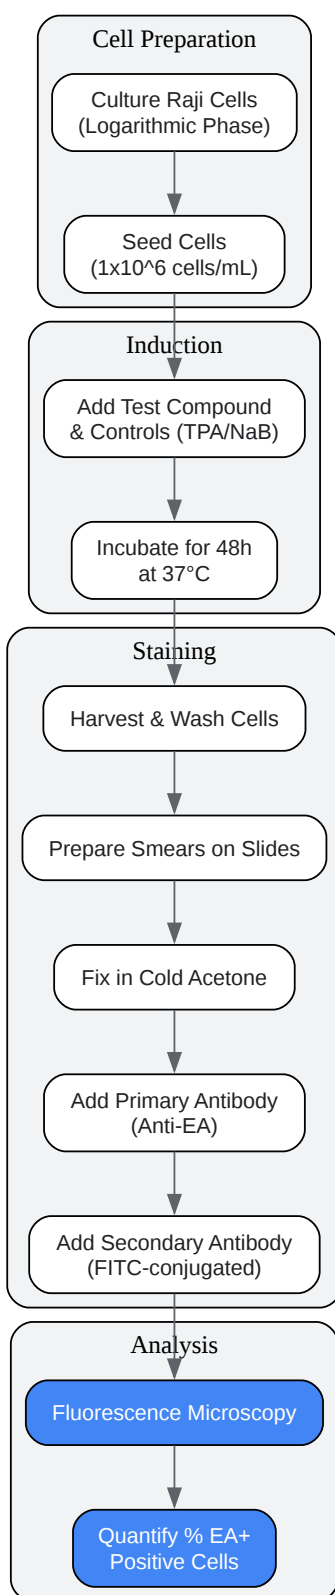 Cell Preparation
Culture Raji Cells
(Logarithmic Phase)
Seed Cells
(1x10^6 cells/mL)
Induction
Add Test Compound
& Controls (TPA/NaB)
Incubate for 48h
at 37°C
Staining
Harvest & Wash Cells
Prepare Smears on Slides
Fix in Cold Acetone
Add Primary Antibody
(Anti-EA)
Add Secondary Antibody
(FITC-conjugated)
Analysis
Fluorescence Microscopy
Quantify % EA+
Positive Cells